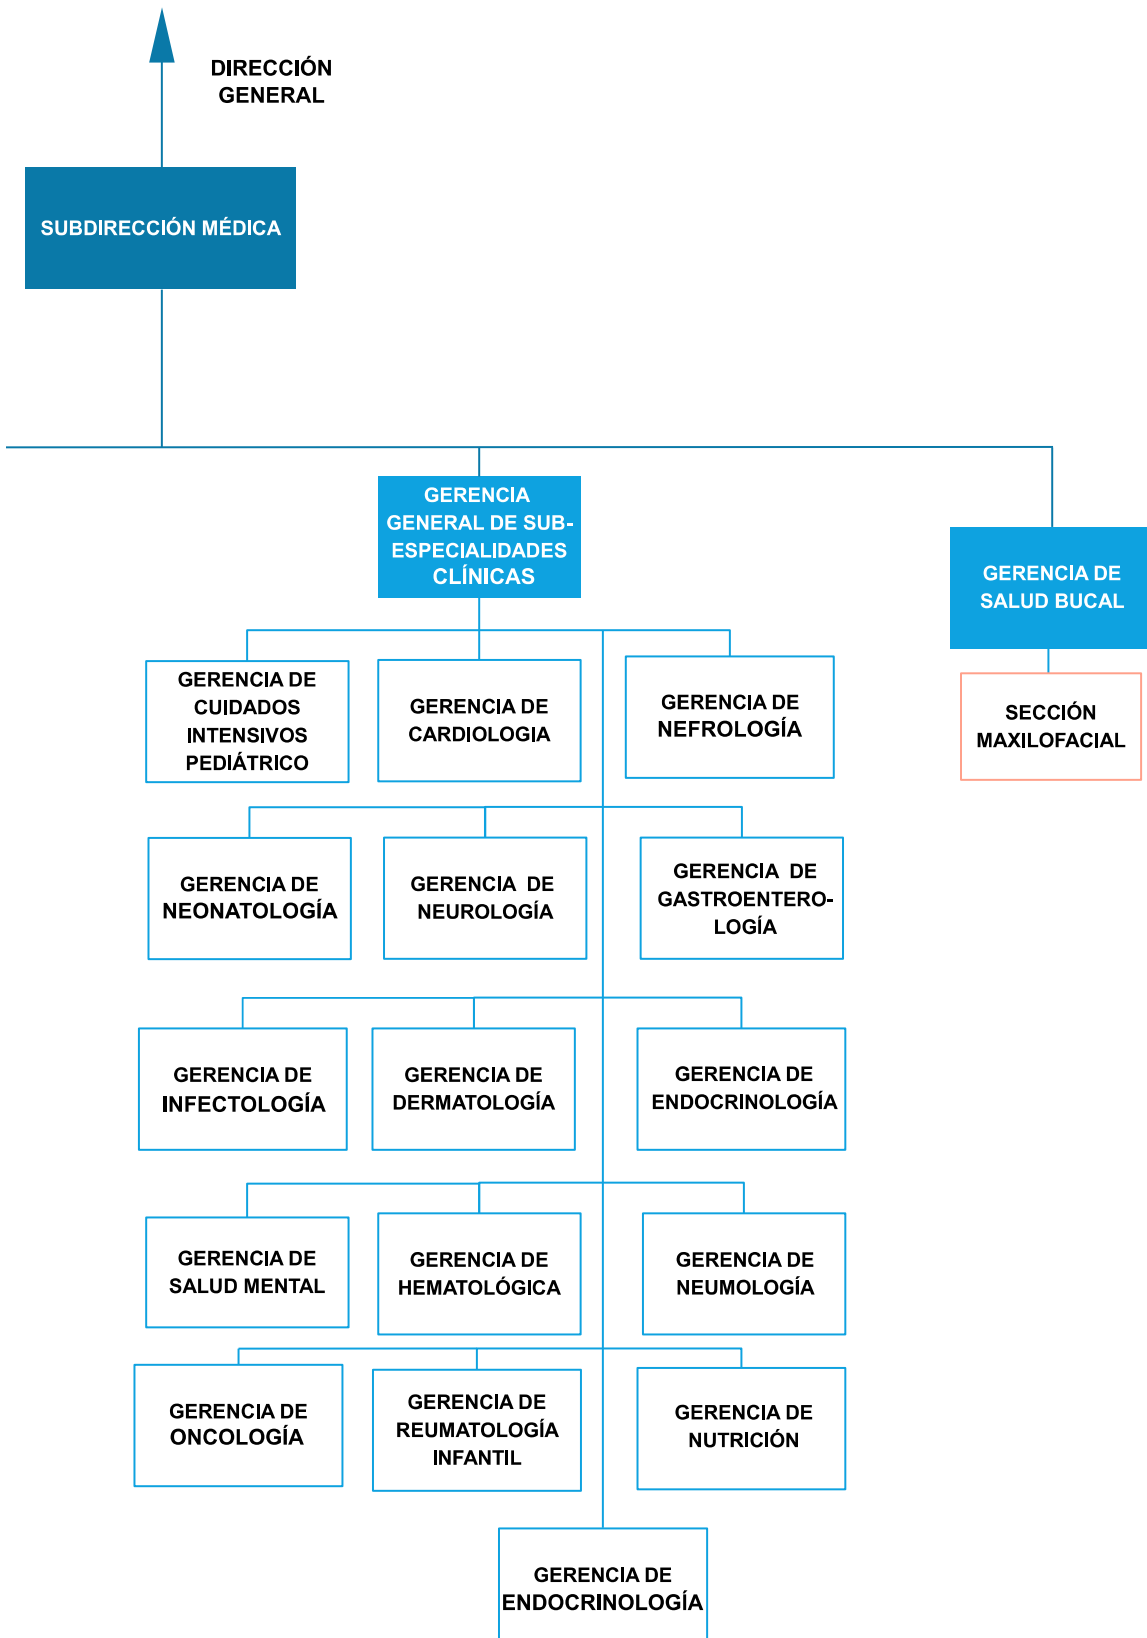 DIRECCIÓN
GENERAL
SUBDIRECCIÓN MÉDICA
GERENCIA
GENERAL DE SUB-
ESPECIALIDADES
CLÍNICAS
GERENCIA DE
SALUD BUCAL
GERENCIA DE
CUIDADOS
INTENSIVOS
PEDIÁTRICO
GERENCIA DE
CARDIOLOGIA
GERENCIA DE
NEFROLOGÍA
SECCIÓN
MAXILOFACIAL
GERENCIA DE
NEONATOLOGÍA
GERENCIA DE
NEUROLOGÍA
GERENCIA DE
GASTROENTERO-
LOGÍA
GERENCIA DE
INFECTOLOGÍA
GERENCIA DE
DERMATOLOGÍA
GERENCIA DE
ENDOCRINOLOGÍA
GERENCIA DE
SALUD MENTAL
GERENCIA DE
HEMATOLÓGICA
GERENCIA DE
NEUMOLOGÍA
GERENCIA DE
ONCOLOGÍA
GERENCIA DE
REUMATOLOGÍA
INFANTIL
GERENCIA DE
NUTRICIÓN
GERENCIA DE
ENDOCRINOLOGÍA